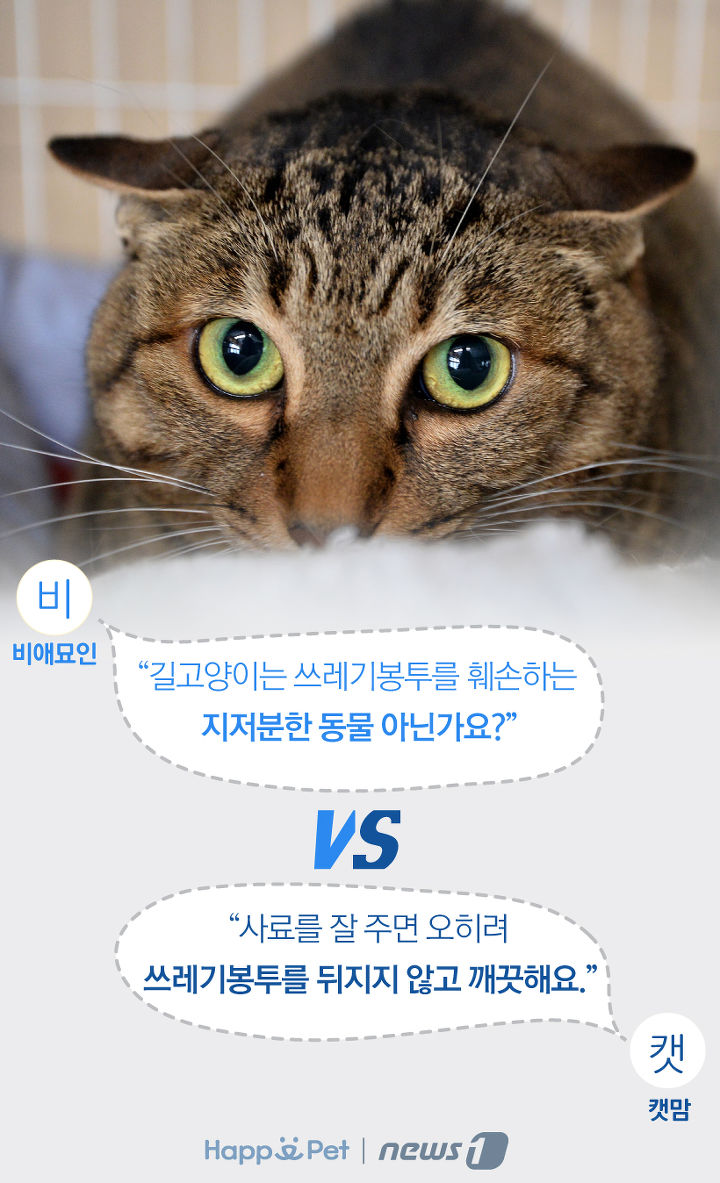 비
비애묘인
“길고양이는 쓰레기봉투를 훼손하는
지저분한 동물 아닌가요?”
VS
“사료를 잘 주면 오히려
쓰레기봉투를 뒤지지 않고 깨끗해요.”
캣
캣맘
Happy Pet | news1